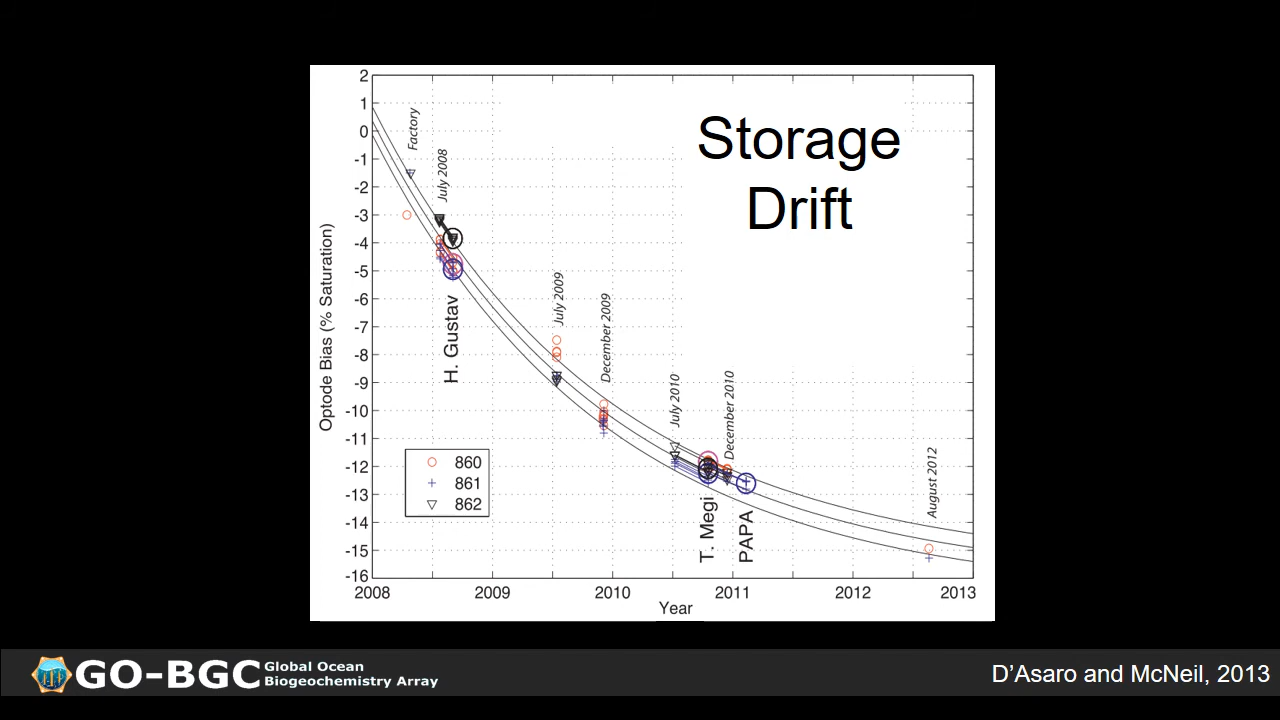 Storage
Drift
2
1
0
-1
-2
-3
-4
-5
-6
-7
-8
-9
-10
-11
-12
-13
-14
-15
-16
Optode Bias (% Saturation)
Factory
July 2008
H. Gustav
July 2009
December 2009
July 2010
December 2010
T. Megi
PAPA
August 2012
860
861
862
2008 2009 2010 2011 2012 2013
Year
GO-BGC
Global Ocean
Biogeochemistry Array
D'Asaro and McNeil, 2013